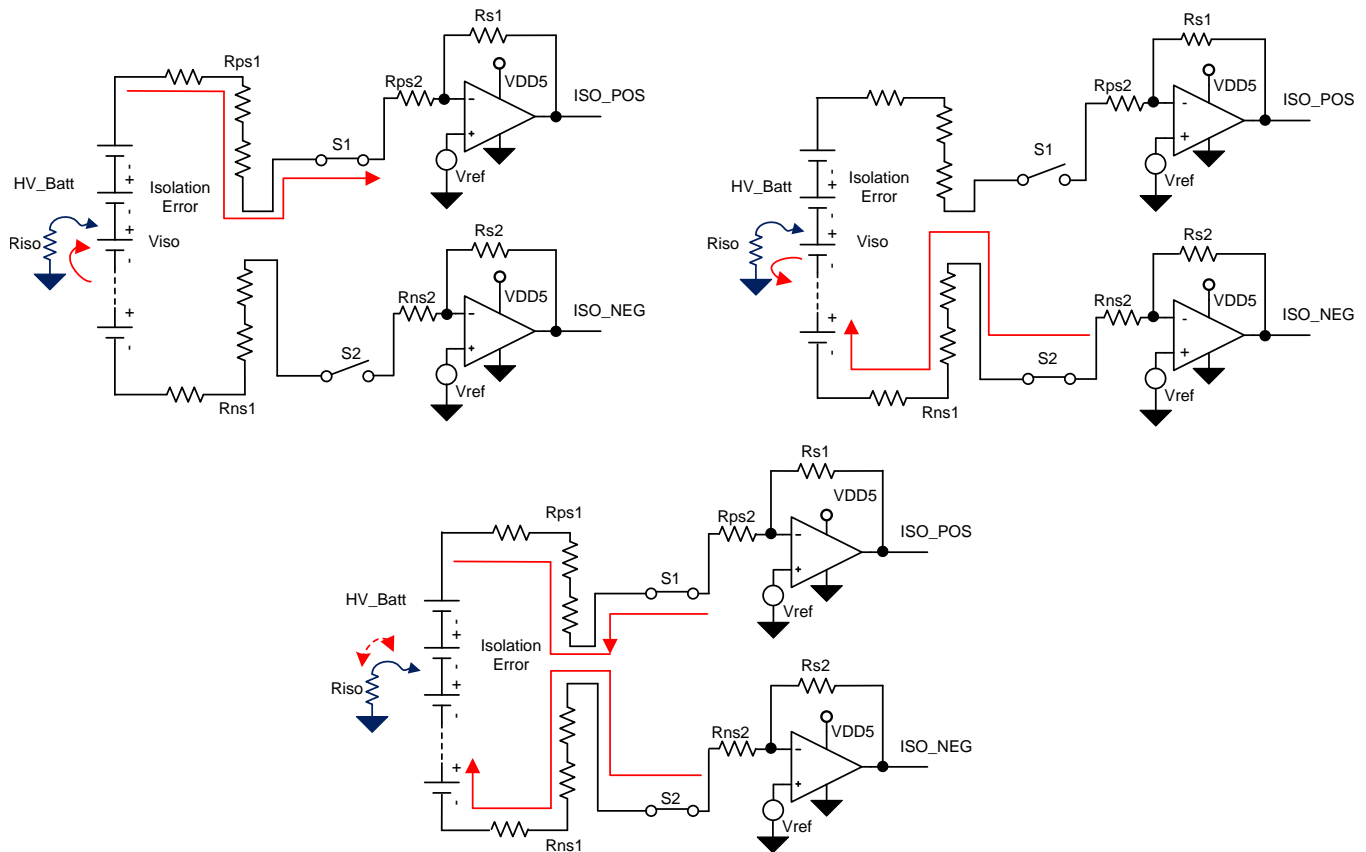 Rs1
Rps1
VDD5
Rps2
ISO_POS
-
+
S1
Vref
HV_Batt
Isolation
Error
+
-
+
-
Riso
Viso
+
-
Rs2
VDD5
Rns2
ISO_NEG
-
+
S2
Vref
+
-
Rns1
Rs1
VDD5
Rps2
ISO_POS
-
+
S1
Vref
HV_Batt
Isolation
Error
+
-
+
-
Riso
Viso
+
-
Rs2
VDD5
Rns2
ISO_NEG
-
+
S2
Vref
+
-
Rns1
Rs1
Rps1
VDD5
Rps2
ISO_POS
-
+
S1
Vref
HV_Batt
Isolation
Error
+
-
+
-
Riso
+
-
Rs2
VDD5
Rns2
ISO_NEG
-
+
S2
Vref
+
-
Rns1